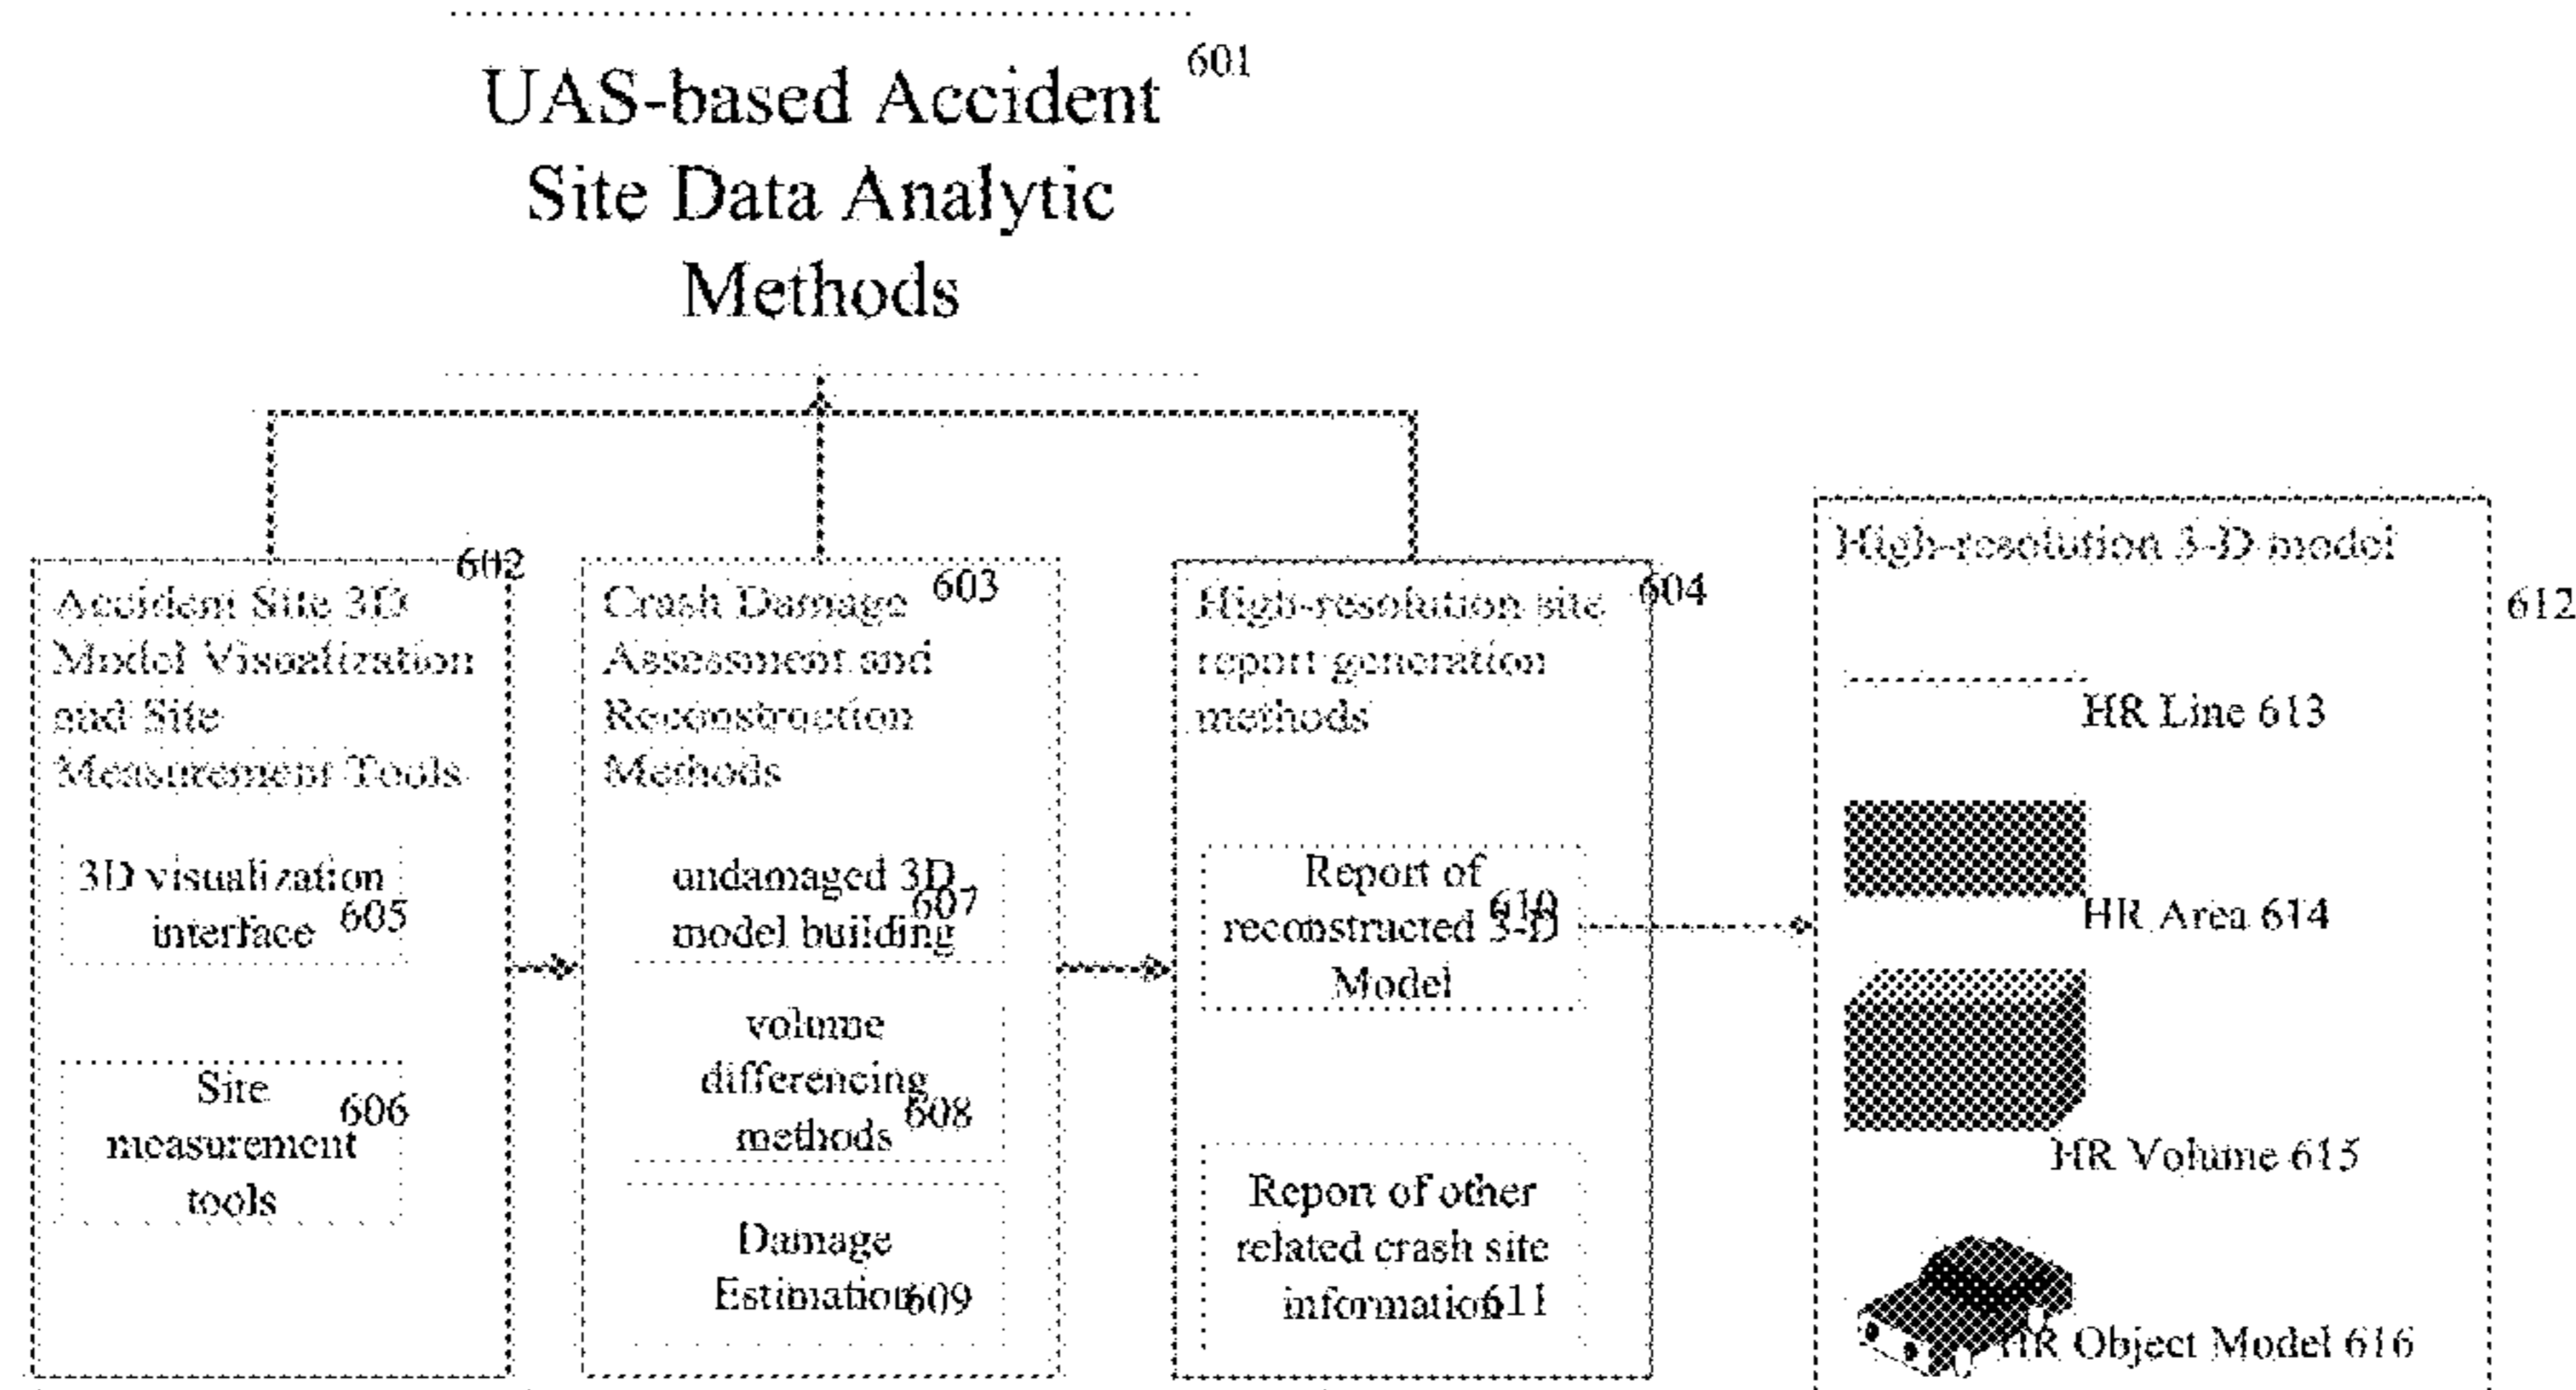 UAS-based Accident 601
Site Data Analytic
Methods
602
Accident Site 3D
Model Visualization
and Site
Measurement Tools
3D visualization
interface 605
Site
606
measurement
tools
Crash Damage 603
Assessment and
Reconstruction
Methods
undamaged 3D
607
model building
volume
differencing
608
methods
Damage
Estimation 609
High-resolution site 604
report generation
methods
Report of
610
reconstructed 3-D
Model
Report of other
related crash site
information 611
High-resolution 3-D model
612
HR Line 613
HR Area 614
HR Volume 615
HR Object Model 616